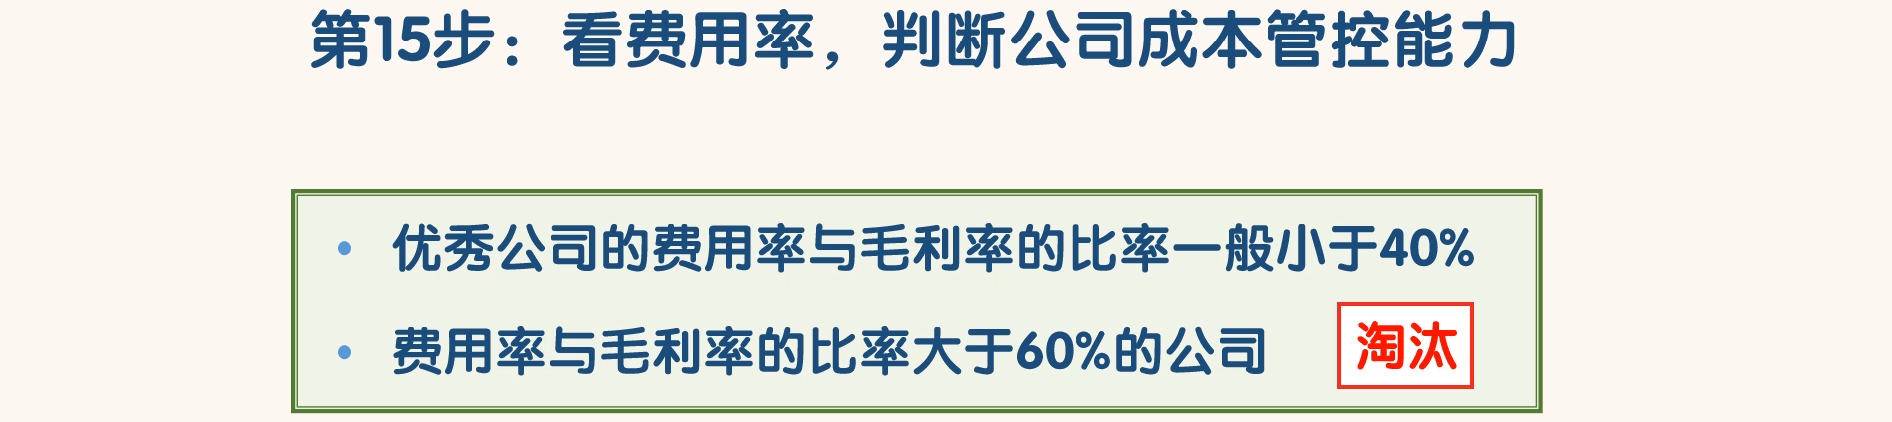 第15步：看费用率，判断公司成本管控能力
• 优秀公司的费用率与毛利率的比率一般小于40%
• 费用率与毛利率的比率大于60%的公司 淘汰